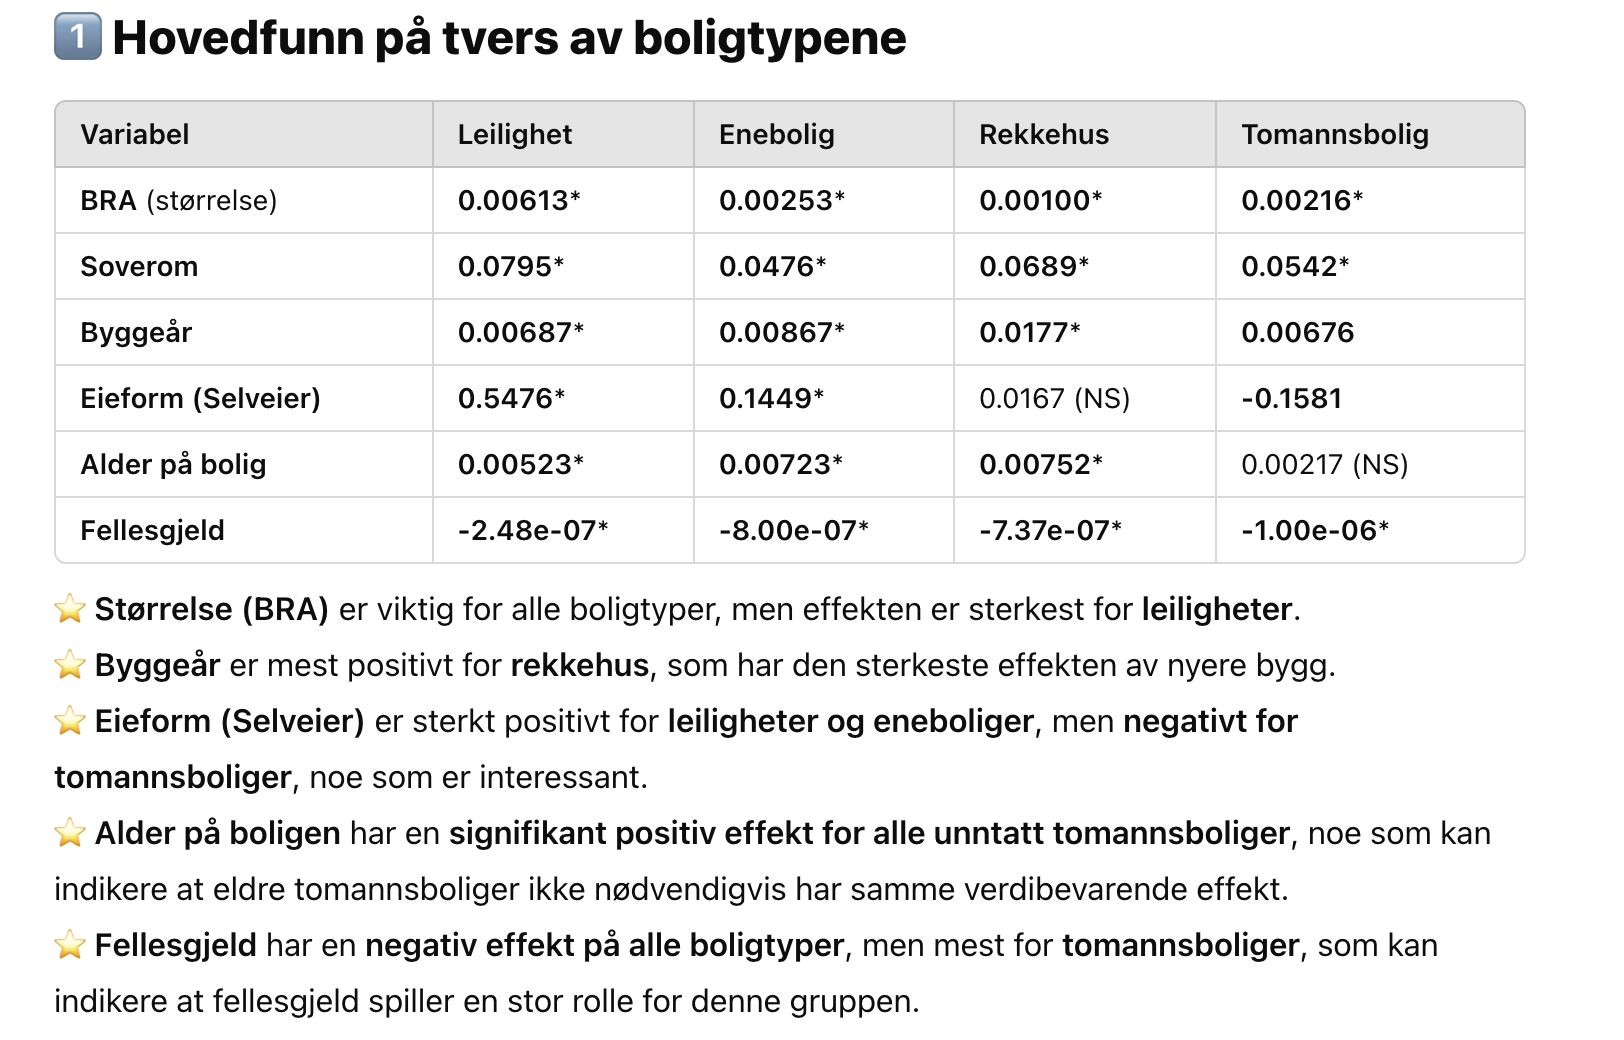 1 Hovedfunn på tvers av boligtypene
Variabel Leilighet Enebolig Rekkehus Tomannsbolig
BRA (størrelse) 0.00613* 0.00253* 0.00100* 0.00216*
Soverom 0.0795* 0.0476* 0.0689* 0.0542*
Byggeår 0.00687* 0.00867* 0.0177* 0.00676
Eieform (Selveier) 0.5476* 0.1449* 0.0167 (NS) -0.1581
Alder på bolig 0.00523* 0.00723* 0.00752* 0.00217 (NS)
Fellesgjeld -2.48e-07* -8.00e-07* -7.37e-07* -1.00e-06*
⭐ Størrelse (BRA) er viktig for alle boligtyper, men effekten er sterkest for leiligheter.
⭐ Byggeår er mest positivt for rekkehus, som har den sterkeste effekten av nyere bygg.
⭐ Eieform (Selveier) er sterkt positivt for leiligheter og eneboliger, men negativt for
tomannsboliger, noe som er interessant.
⭐ Alder på boligen har en signifikant positiv effekt for alle unntatt tomannsboliger, noe som kan
indikere at eldre tomannsboliger ikke nødvendigvis har samme verdibevarende effekt.
⭐ Fellesgjeld har en negativ effekt på alle boligtyper, men mest for tomannsboliger, som kan
indikere at fellesgjeld spiller en stor rolle for denne gruppen.